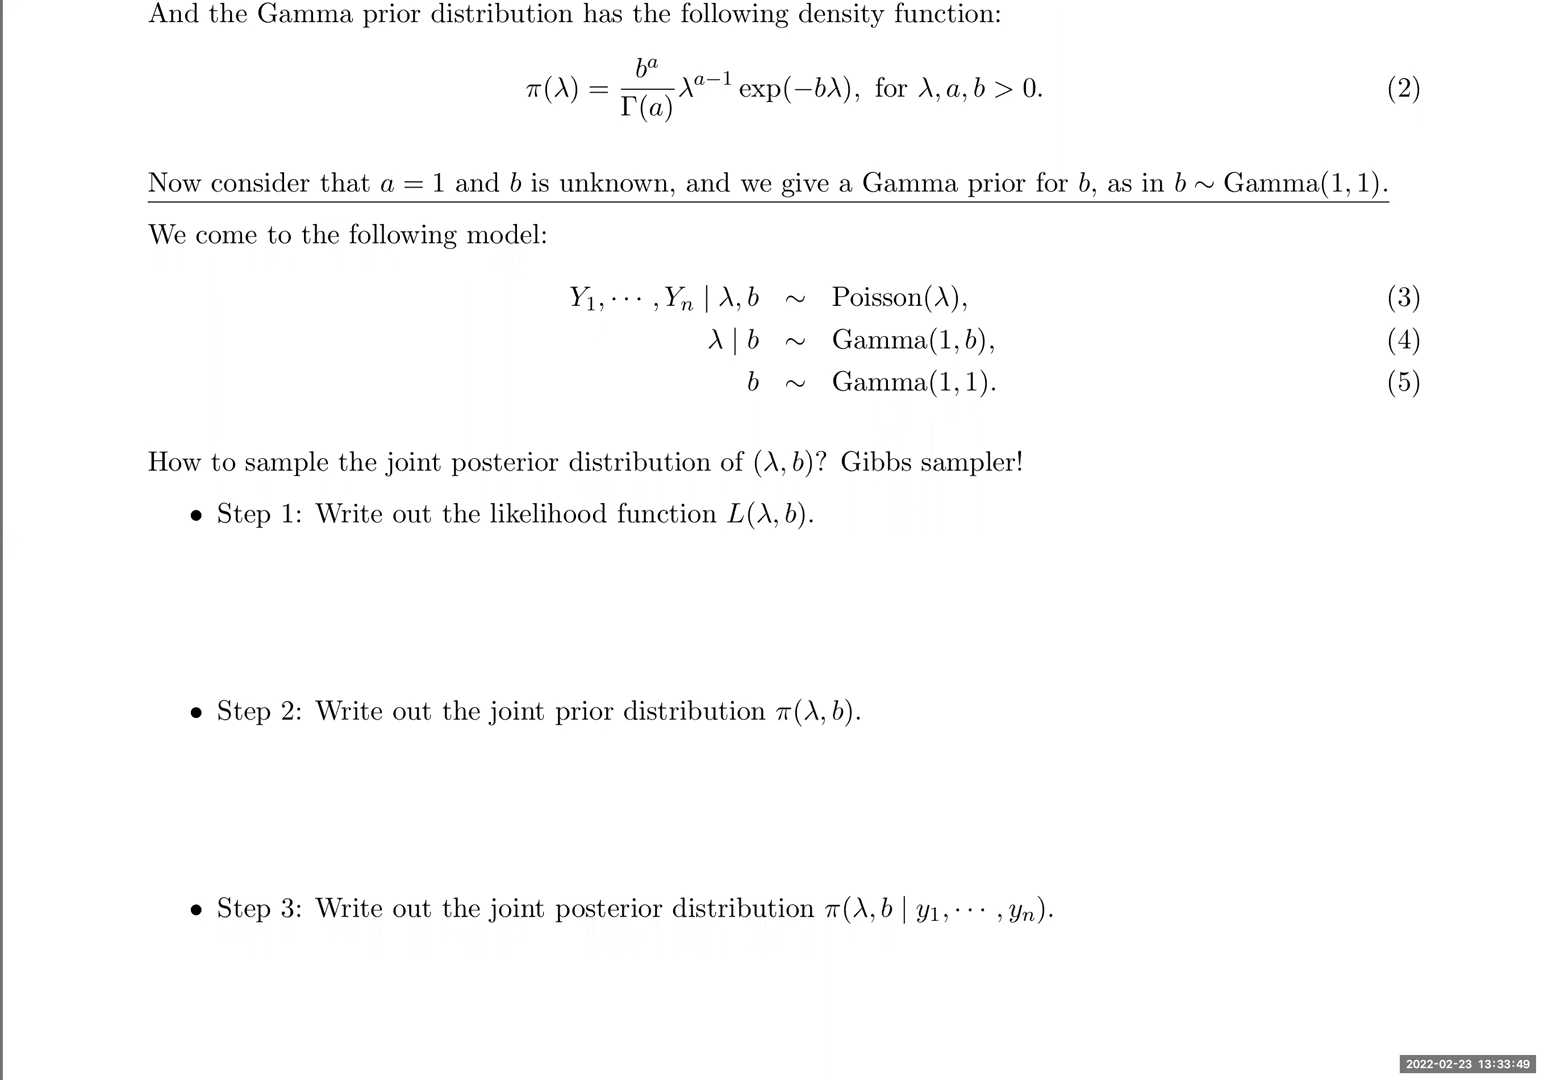 And the Gamma prior distribution has the following density function:
π(λ) = b^a / Γ(a) λ^{a−1} exp(−bλ), for λ, a, b > 0. (2)
Now consider that a = 1 and b is unknown, and we give a Gamma prior for b, as in b ∼ Gamma(1, 1).
We come to the following model:
Y_1, ⋯ , Y_n | λ, b ∼ Poisson(λ), (3)
λ | b ∼ Gamma(1, b), (4)
b ∼ Gamma(1, 1). (5)
How to sample the joint posterior distribution of (λ, b)? Gibbs sampler!
• Step 1: Write out the likelihood function L(λ, b).
• Step 2: Write out the joint prior distribution π(λ, b).
• Step 3: Write out the joint posterior distribution π(λ, b | y_1, ⋯ , y_n).
2022-02-23 13:33:49